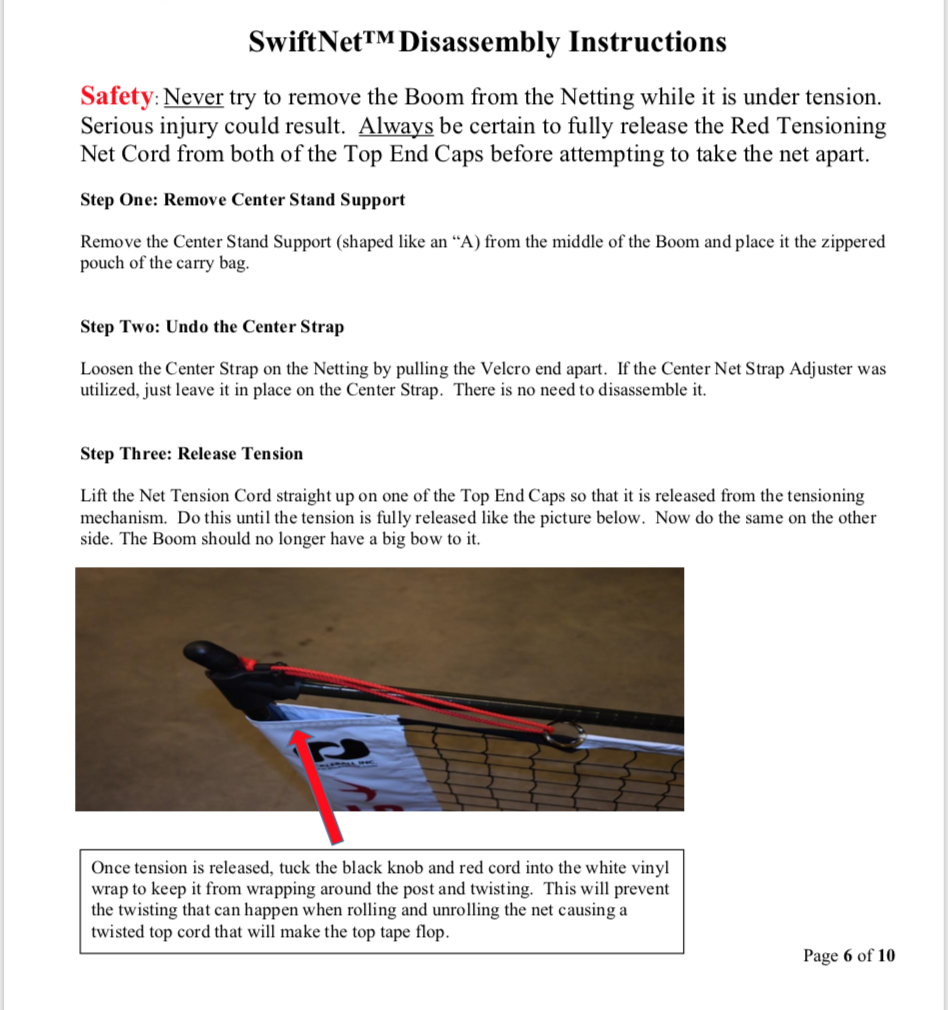 SwiftNet™ Disassembly Instructions
Safety: Never try to remove the Boom from the Netting while it is under tension.
Serious injury could result.  Always be certain to fully release the Red Tensioning
Net Cord from both of the Top End Caps before attempting to take the net apart.
Step One: Remove Center Stand Support
Remove the Center Stand Support (shaped like an “A) from the middle of the Boom and place it the zippered
pouch of the carry bag.
Step Two: Undo the Center Strap
Loosen the Center Strap on the Netting by pulling the Velcro end apart.  If the Center Net Strap Adjuster was
utilized, just leave it in place on the Center Strap.  There is no need to disassemble it.
Step Three: Release Tension
Lift the Net Tension Cord straight up on one of the Top End Caps so that it is released from the tensioning
mechanism.  Do this until the tension is fully released like the picture below.  Now do the same on the other
side. The Boom should no longer have a big bow to it.
Once tension is released, tuck the black knob and red cord into the white vinyl
wrap to keep it from wrapping around the post and twisting.  This will prevent
the twisting that can happen when rolling and unrolling the net causing a
twisted top cord that will make the top tape flop.
Page 6 of 10